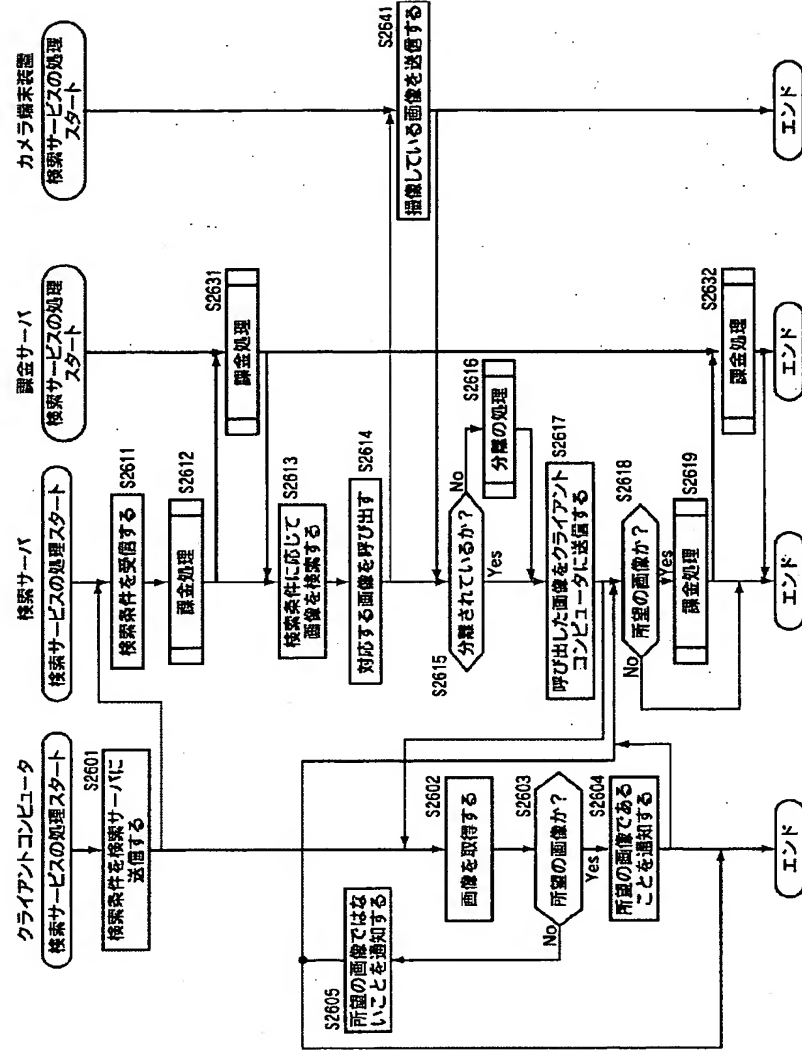 クライアントコンピュータ
検索サービスの処理スタート
S2601
検索条件を検索サーバに
送信する
S2602
画像を取得する
S2603
所望の画像か?
No
Yes
S2604
所望の画像である
ことを通知する
S2605
所望の画像ではな
いことを通知する
エンド
検索サーバ
検索サービスの処理スタート
S2611
検索条件を受信する
S2612
課金処理
S2613
検索条件に応じて
画像を検索する
S2614
対応する画像を呼び出す
S2615
分離されているか?
No
Yes
S2616
分離の処理
S2617
呼び出した画像をクライアント
コンピュータに送信する
S2618
所望の画像か?
No
Yes
S2619
課金処理
エンド
課金サーバ
検索サービスの処理
スタート
S2631
課金処理
S2632
課金処理
エンド
カメラ端末装置
検索サービスの処理
スタート
S2641
撮像している画像を送信する
エンド